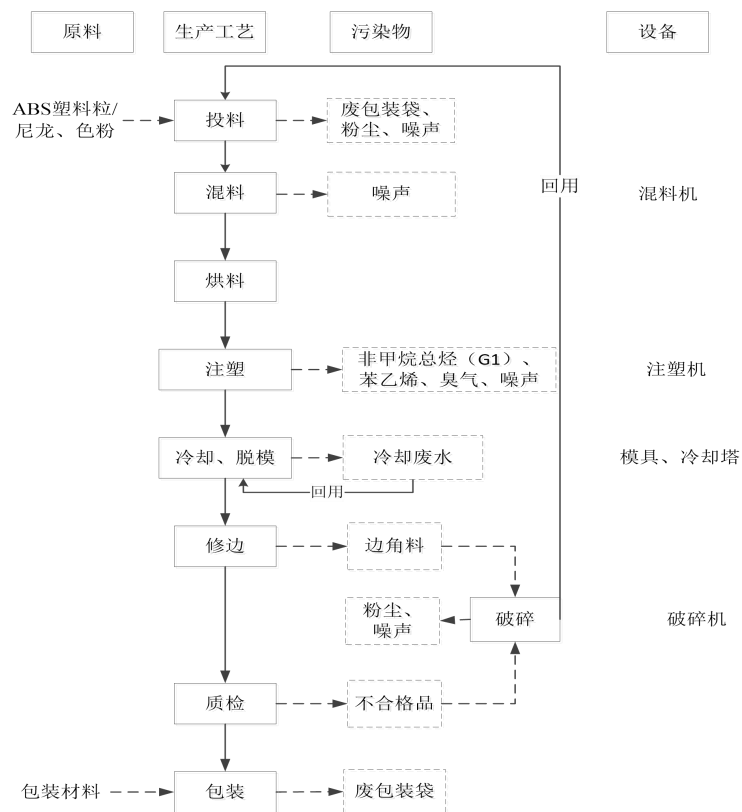 原料 生产工艺 污染物 设备
ABS塑料粒/
尼龙、色粉
投料
废包装袋、
粉尘、噪声
混料
噪声
回用
混料机
烘料
注塑
非甲烷总烃（G1）、
苯乙烯、臭气、噪声
注塑机
冷却、脱模
冷却废水
模具、冷却塔
回用
修边
边角料
粉尘、
噪声
破碎
破碎机
质检
不合格品
包装材料
包装
废包装袋